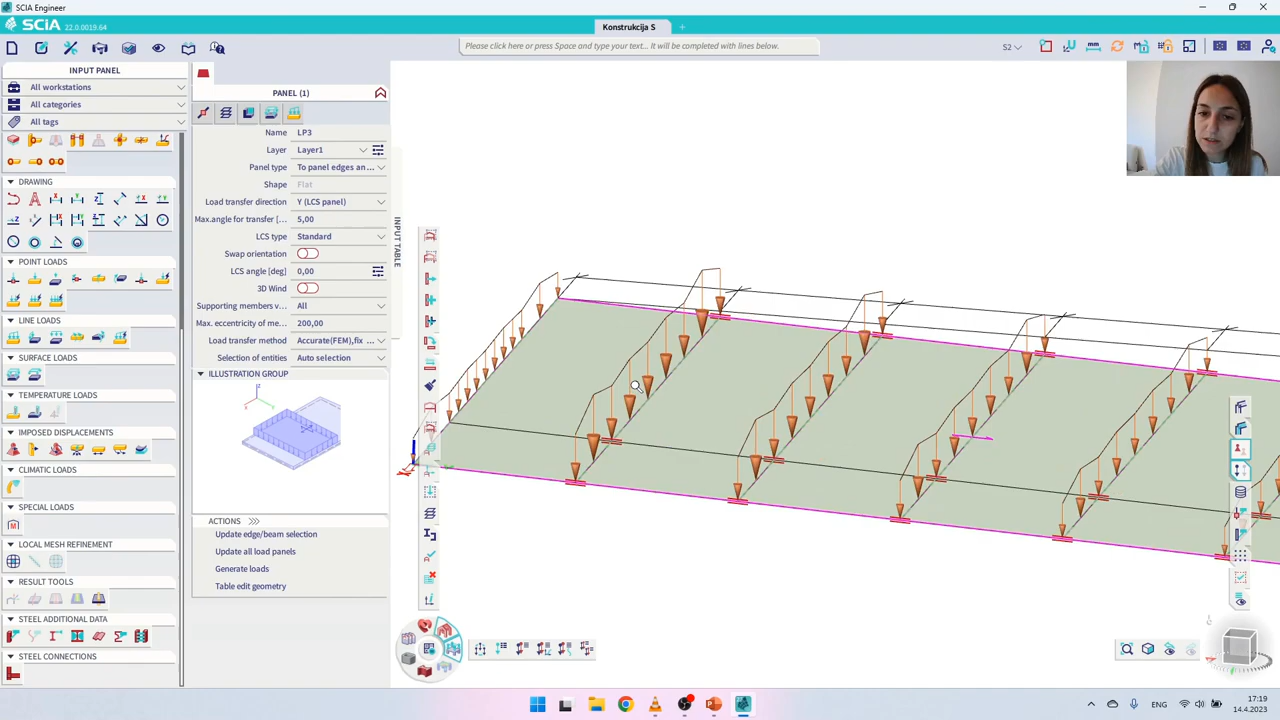 SCIA Engineer
SCIA 22.0.0019.64
Konstrukcija S
Please click here or press Space and type your text... It will be completed with lines below.
S2
INPUT PANEL
All workstations
All categories
All tags
DRAWING
POINT LOADS
LINE LOADS
SURFACE LOADS
TEMPERATURE LOADS
IMPOSED DISPLACEMENTS
CLIMATIC LOADS
SPECIAL LOADS
LOCAL MESH REFINEMENT
RESULT TOOLS
STEEL ADDITIONAL DATA
STEEL CONNECTIONS
PANEL (1)
Name LP3
Layer Layer1
Panel type To panel edges an...
Shape Flat
Load transfer direction Y (LCS panel)
Max.angle for transfer [... 5,00
LCS type Standard
Swap orientation
LCS angle [deg] 0,00
3D Wind
Supporting members v... All
Max. eccentricity of me... 200,00
Load transfer method Accurate(FEM),fix ...
Selection of entities Auto selection
ILLUSTRATION GROUP
ACTIONS >>>
Update edge/beam selection
Update all load panels
Generate loads
Table edit geometry
INPUT TABLE
ENG
17:19
14.4.2023